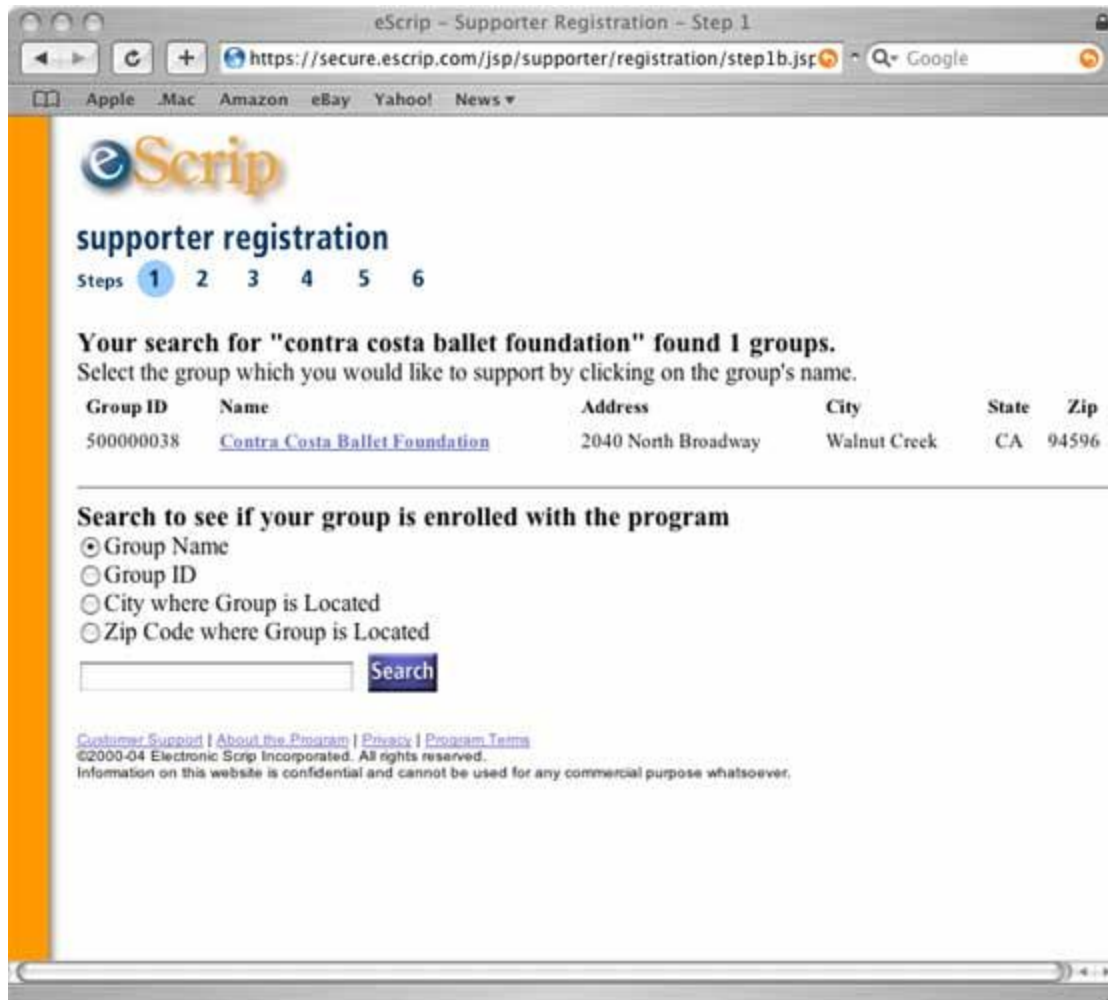 eScrip – Supporter Registration – Step 1
https://secure.escrip.com/jsp/supporter/registration/step1b.jsp Google
Apple .Mac Amazon eBay Yahoo! News
eScrip
supporter registration
Steps 1 2 3 4 5 6
Your search for "contra costa ballet foundation" found 1 groups.
Select the group which you would like to support by clicking on the group's name.
Group ID Name Address City State Zip
500000038 Contra Costa Ballet Foundation 2040 North Broadway Walnut Creek CA 94596
Search to see if your group is enrolled with the program
Group Name
Group ID
City where Group is Located
Zip Code where Group is Located
Search
Customer Support | About the Program | Privacy | Program Terms
©2000-04 Electronic Scrip Incorporated. All rights reserved.
Information on this website is confidential and cannot be used for any commercial purpose whatsoever.